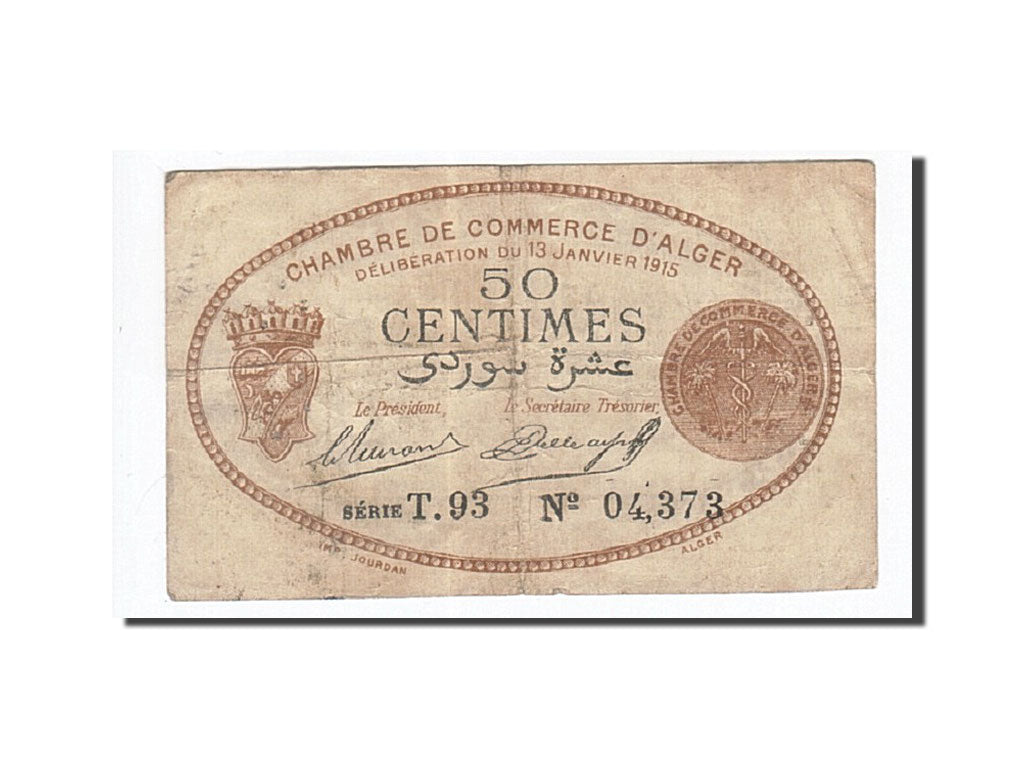 CHAMBRE DE COMMERCE D'ALGER
DÉLIBÉRATION DU 13 JANVIER 1915
50
CENTIMES
عشرة سوردى
Le Président,
Le Secrétaire Trésorier,
CHAMBRE DE COMMERCE D'ALGER
SÉRIE T.93 Nº 04,373
IMP. JOURDAN
ALGER